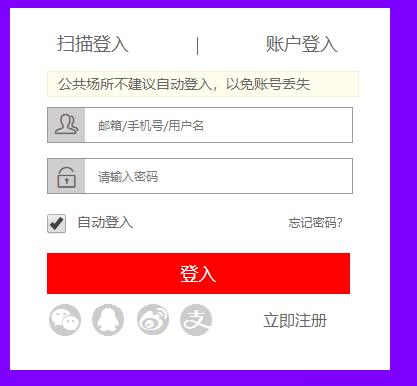 扫描登入 | 账户登入
公共场所不建议自动登入，以免账号丢失
邮箱/手机号/用户名
请输入密码
自动登入 忘记密码?
登入
立即注册